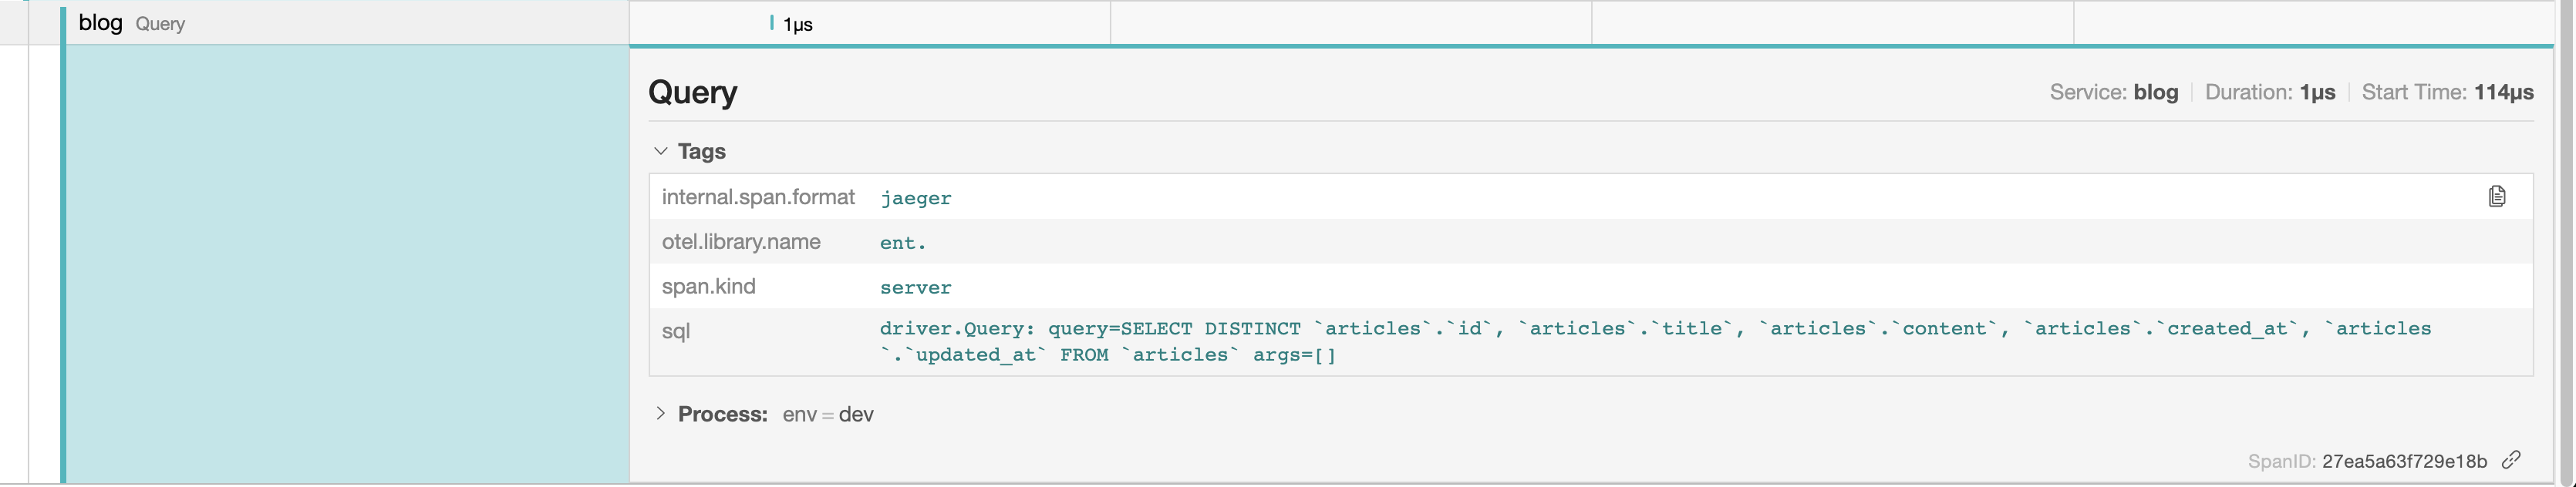 blog Query 1μs
Query
Service: blog Duration: 1μs Start Time: 114μs
Tags
internal.span.format jaeger
otel.library.name ent.
span.kind server
sql driver.Query: query=SELECT DISTINCT `articles`.`id`, `articles`.`title`, `articles`.`content`, `articles`.`created_at`, `articles
`.`updated_at` FROM `articles` args=[]
Process: env = dev
SpanID: 27ea5a63f729e18b